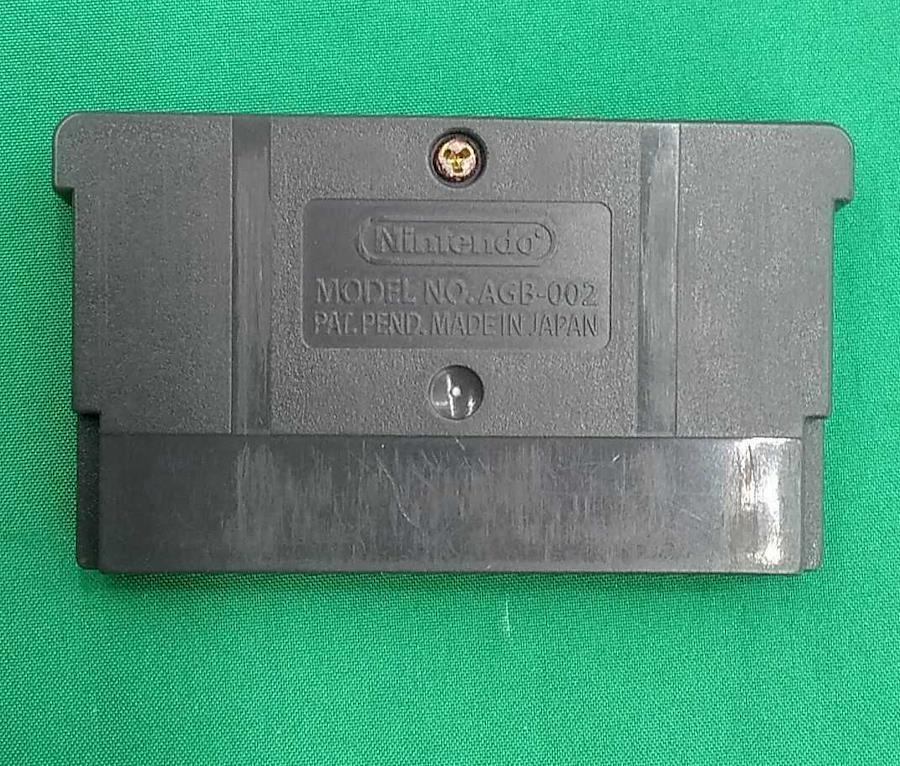 Nintendo
MODEL NO. AGB-002
PAT. PEND. MADE IN JAPAN